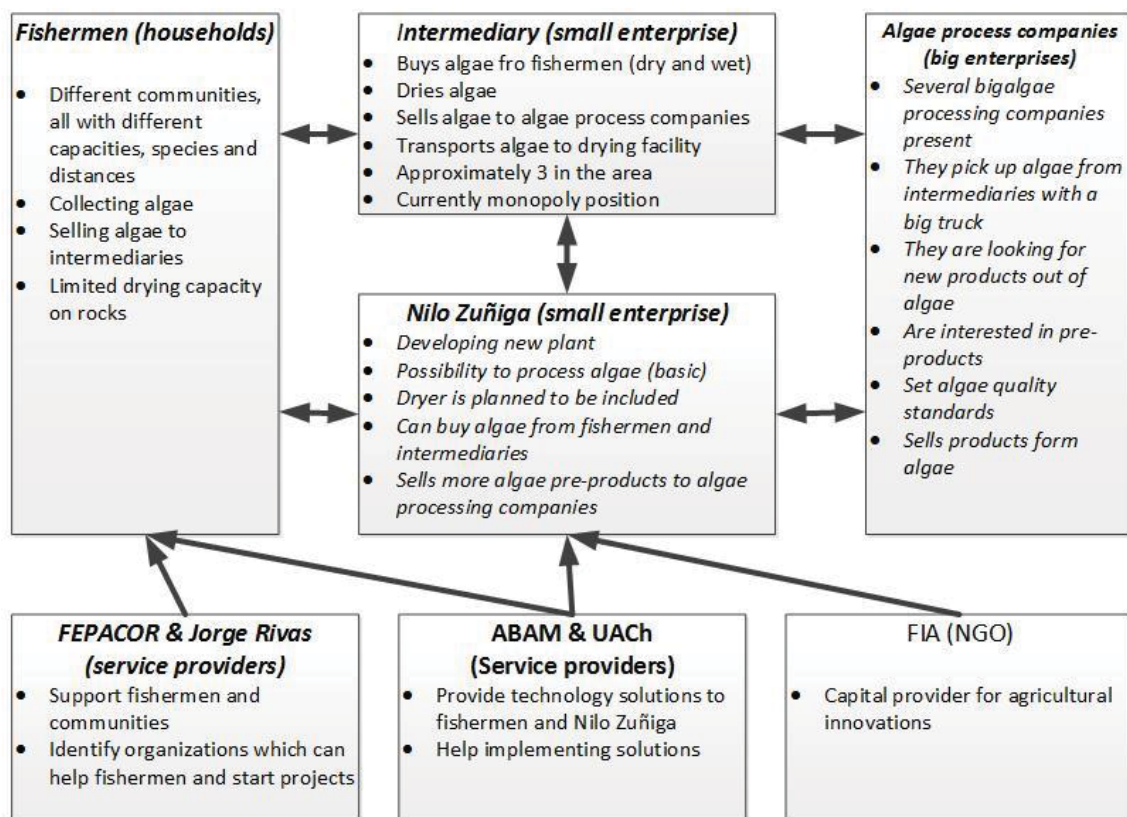 Fishermen (households)
• Different communities,
all with different
capacities, species and
distances
• Collecting algae
• Selling algae to
intermediaries
• Limited drying capacity
on rocks
Intermediary (small enterprise)
• Buys algae fro fishermen (dry and wet)
• Dries algae
• Sells algae to algae process companies
• Transports algae to drying facility
• Approximately 3 in the area
• Currently monopoly position
Algae process companies
(big enterprises)
• Several bigalgae
processing companies
present
• They pick up algae from
intermediaries with a
big truck
• They are looking for
new products out of
algae
• Are interested in pre-
products
• Set algae quality
standards
• Sells products form
algae
Nilo Zuñiga (small enterprise)
• Developing new plant
• Possibility to process algae (basic)
• Dryer is planned to be included
• Can buy algae from fishermen and
intermediaries
• Sells more algae pre-products to algae
processing companies
FEPACOR & Jorge Rivas
(service providers)
• Support fishermen and
communities
• Identify organizations which can
help fishermen and start projects
ABAM & UACh
(Service providers)
• Provide technology solutions to
fishermen and Nilo Zuñiga
• Help implementing solutions
FIA (NGO)
• Capital provider for agricultural
innovations